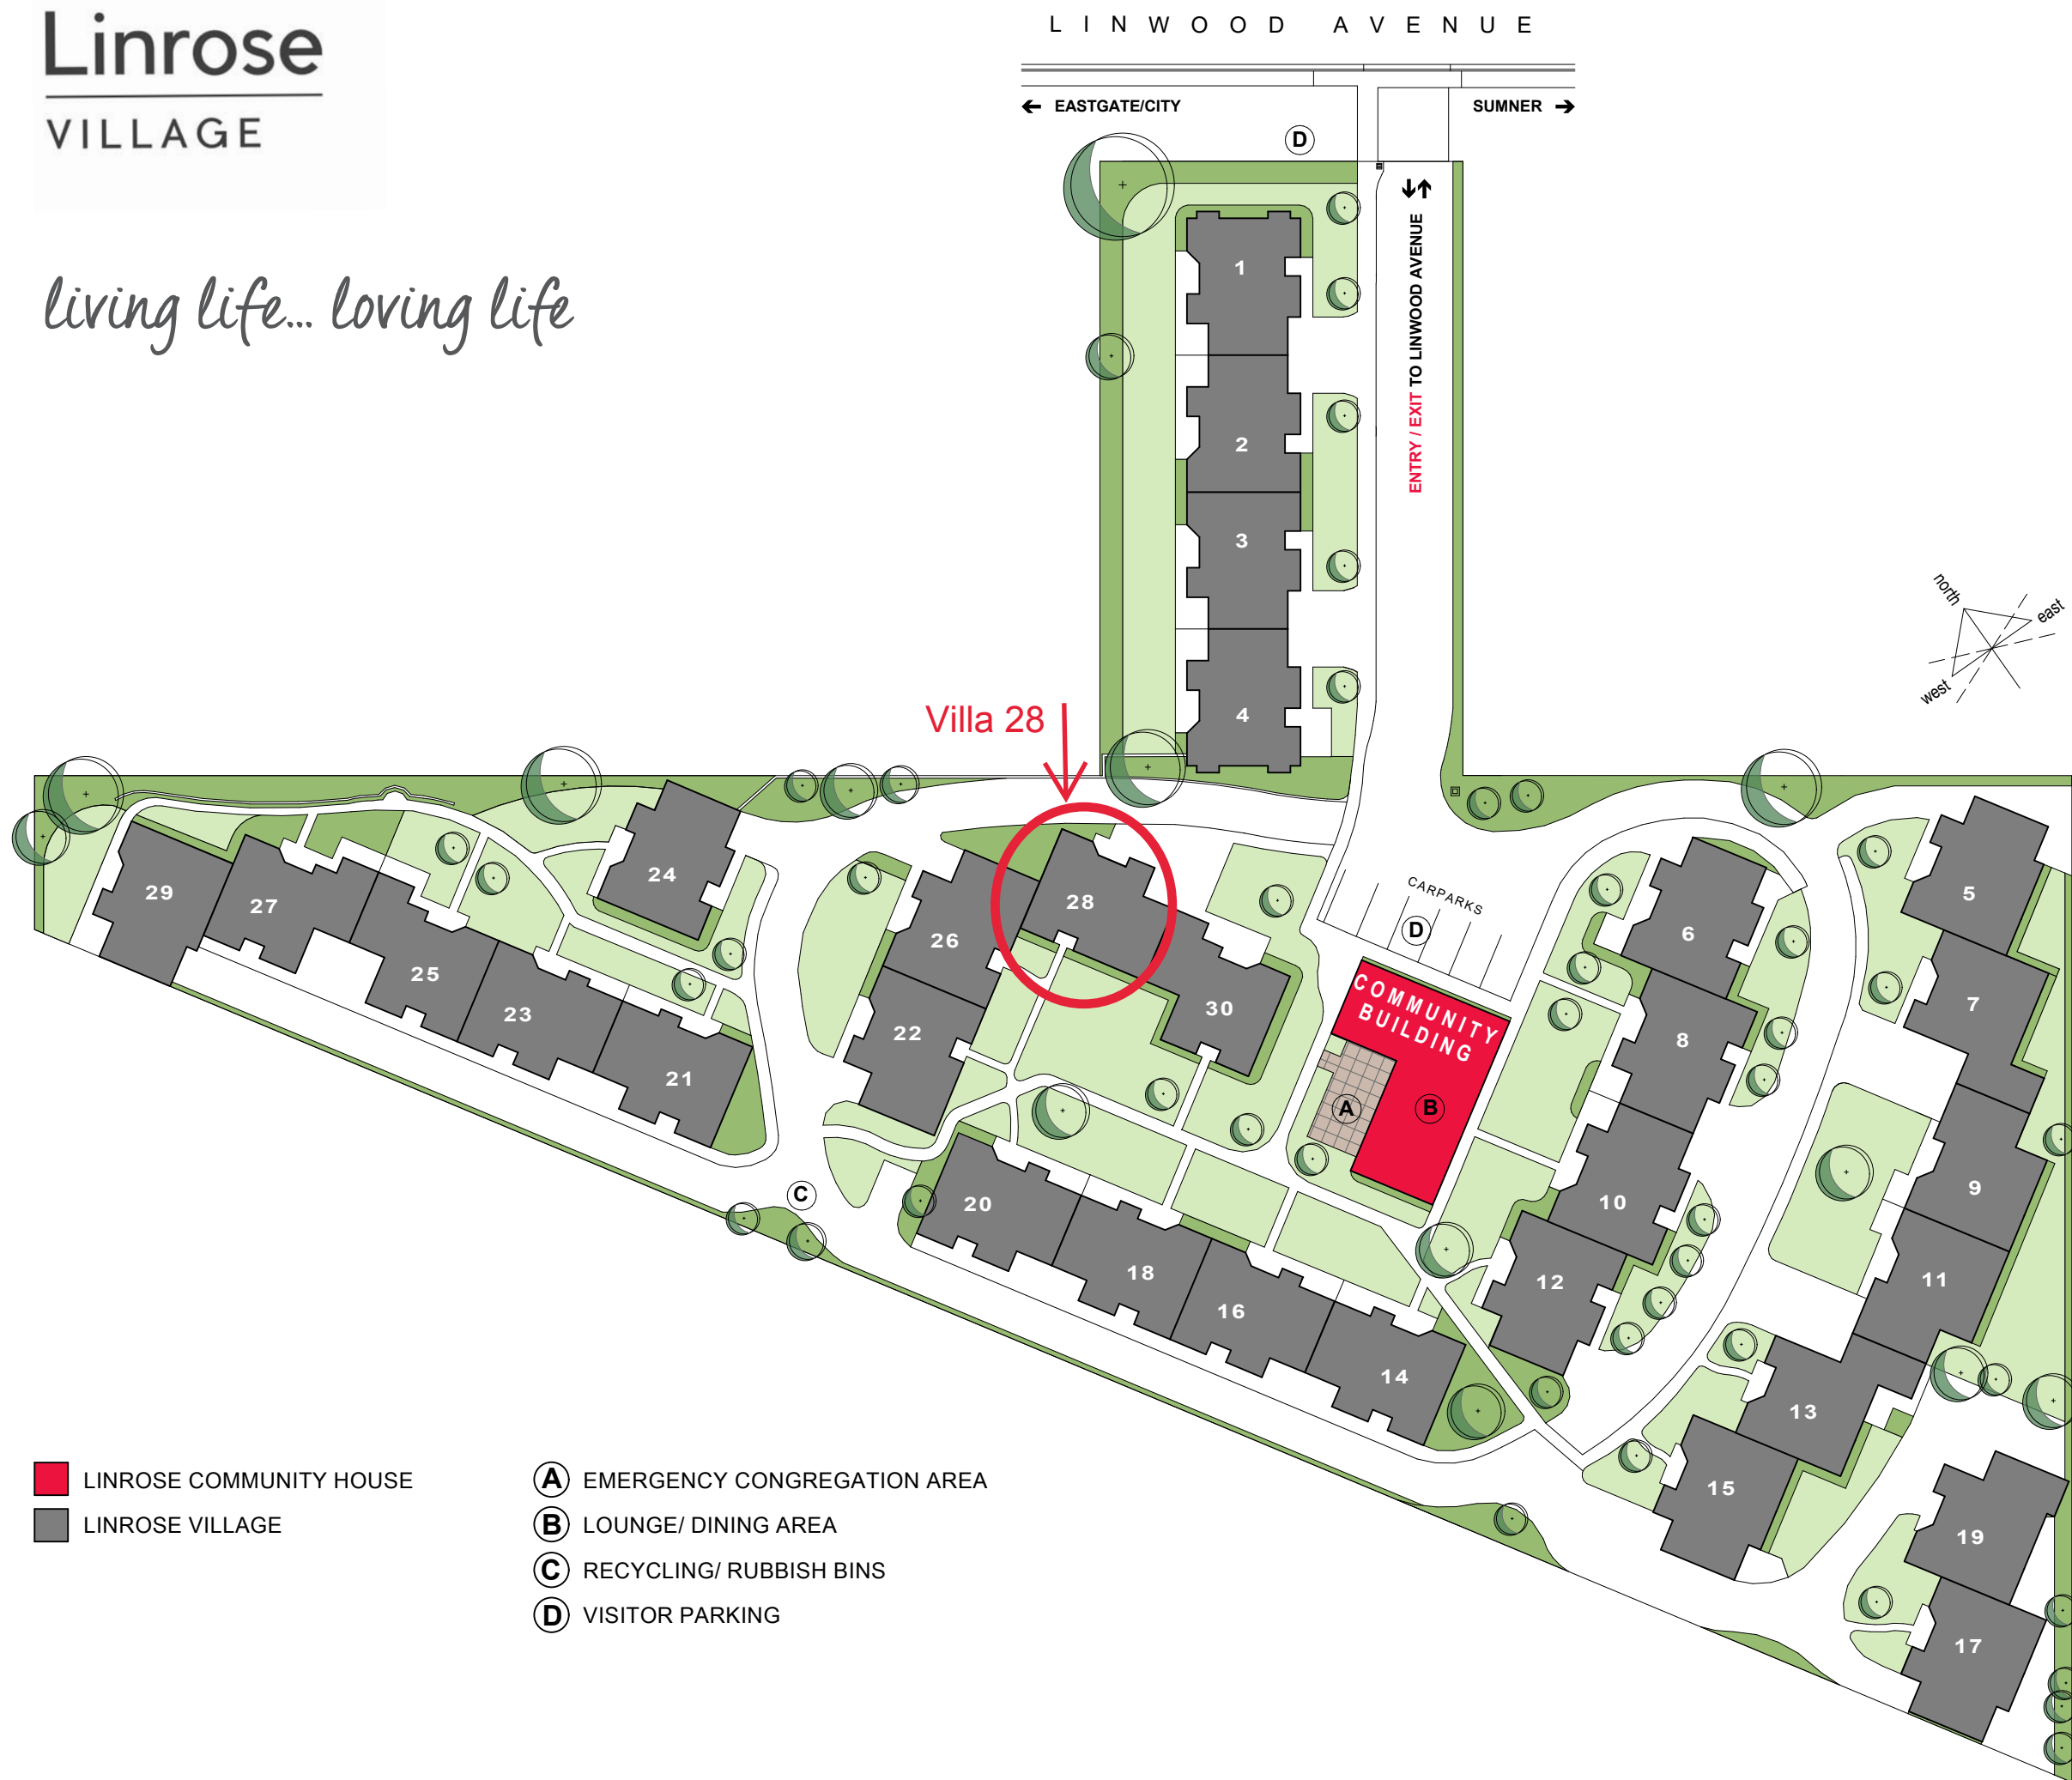 Linrose
VILLAGE
living life... loving life
LINWOOD AVENUE
← EASTGATE/CITY
SUMNER →
D
ENTRY / EXIT TO LINWOOD AVENUE
1
2
3
4
north
east
west
Villa 28
29
27
25
23
21
24
26
28
22
30
CARPARKS
D
COMMUNITY
BUILDING
A
B
C
20
18
16
14
6
8
10
12
5
7
9
11
13
15
19
17
LINROSE COMMUNITY HOUSE
LINROSE VILLAGE
A EMERGENCY CONGREGATION AREA
B LOUNGE/ DINING AREA
C RECYCLING/ RUBBISH BINS
D VISITOR PARKING